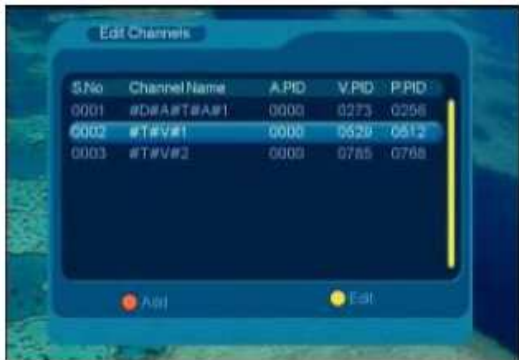 Edit Channels
S.No Channel Name A.PID V.PID P.PID
0001 #D#A#T#A#1 0000 0273 0256
0002 #T#V#1 0000 0529 0512
0003 #T#V#2 0000 0785 0768
Add Edit